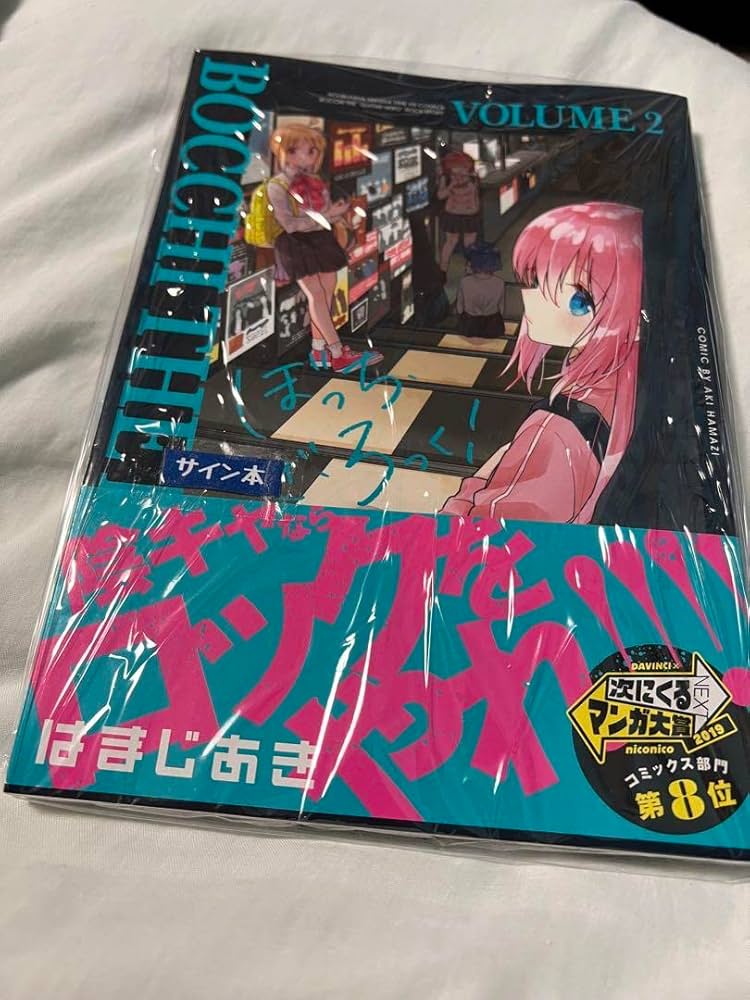 BOCCHI THE
VOLUME 2
COMIC BY AKI HAMAZI
ぼっち
ざ
ろっく!
サイン本
陰キャなら
ロックをやれ!!!
はまじあき
DAVINCI×
次にくる
マンガ大賞
NEXT
2019
niconico
コミックス部門
第8位